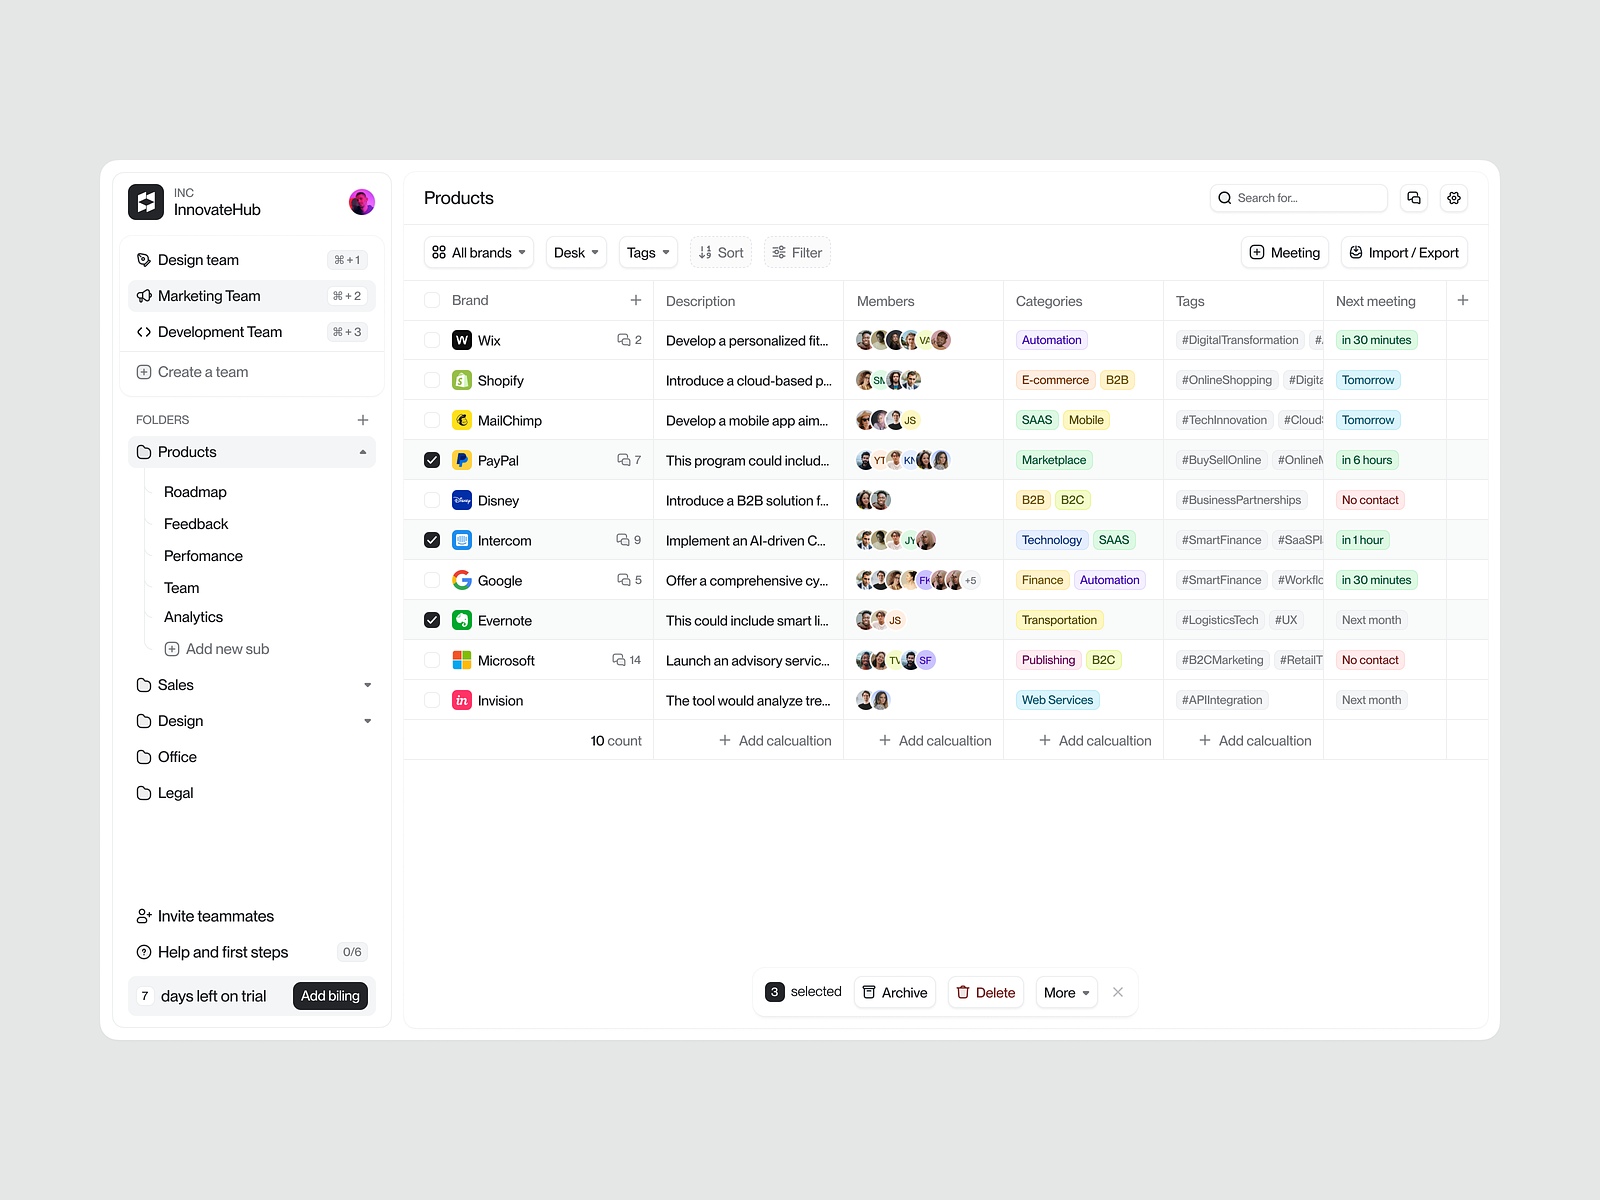 INC
InnovateHub
Design team
⌘ + 1
Marketing Team
⌘ + 2
Development Team
⌘ + 3
Create a team
FOLDERS
Products
Roadmap
Feedback
Perfomance
Team
Analytics
Add new sub
Sales
Design
Office
Legal
Invite teammates
Help and first steps 0/6
7 days left on trial Add biling
Products
Search for...
All brands Desk Tags Sort Filter Meeting Import / Export
Brand Description Members Categories Tags Next meeting
W Wix 2 Develop a personalized fit... VA Automation #DigitalTransformation #. in 30 minutes
Shopify Introduce a cloud-based p... SM E-commerce B2B #OnlineShopping #Digita Tomorrow
MailChimp Develop a mobile app aim... JS SAAS Mobile #TechInnovation #Cloud Tomorrow
PayPal 7 This program could includ... YT KN Marketplace #BuySellOnline #OnlineM in 6 hours
Disney Disney Introduce a B2B solution f... B2B B2C #BusinessPartnerships No contact
Intercom 9 Implement an AI-driven C... JY Technology SAAS #SmartFinance #SaaSPl in 1 hour
Google 5 Offer a comprehensive cy... FK +5 Finance Automation #SmartFinance #Workflo in 30 minutes
Evernote This could include smart li... JS Transportation #LogisticsTech #UX Next month
Microsoft 14 Launch an advisory servic... TV SF Publishing B2C #B2CMarketing #RetailT No contact
in Invision The tool would analyze tre... Web Services #APIIntegration Next month
10 count Add calcualtion Add calcualtion Add calcualtion Add calcualtion
3 selected Archive Delete More